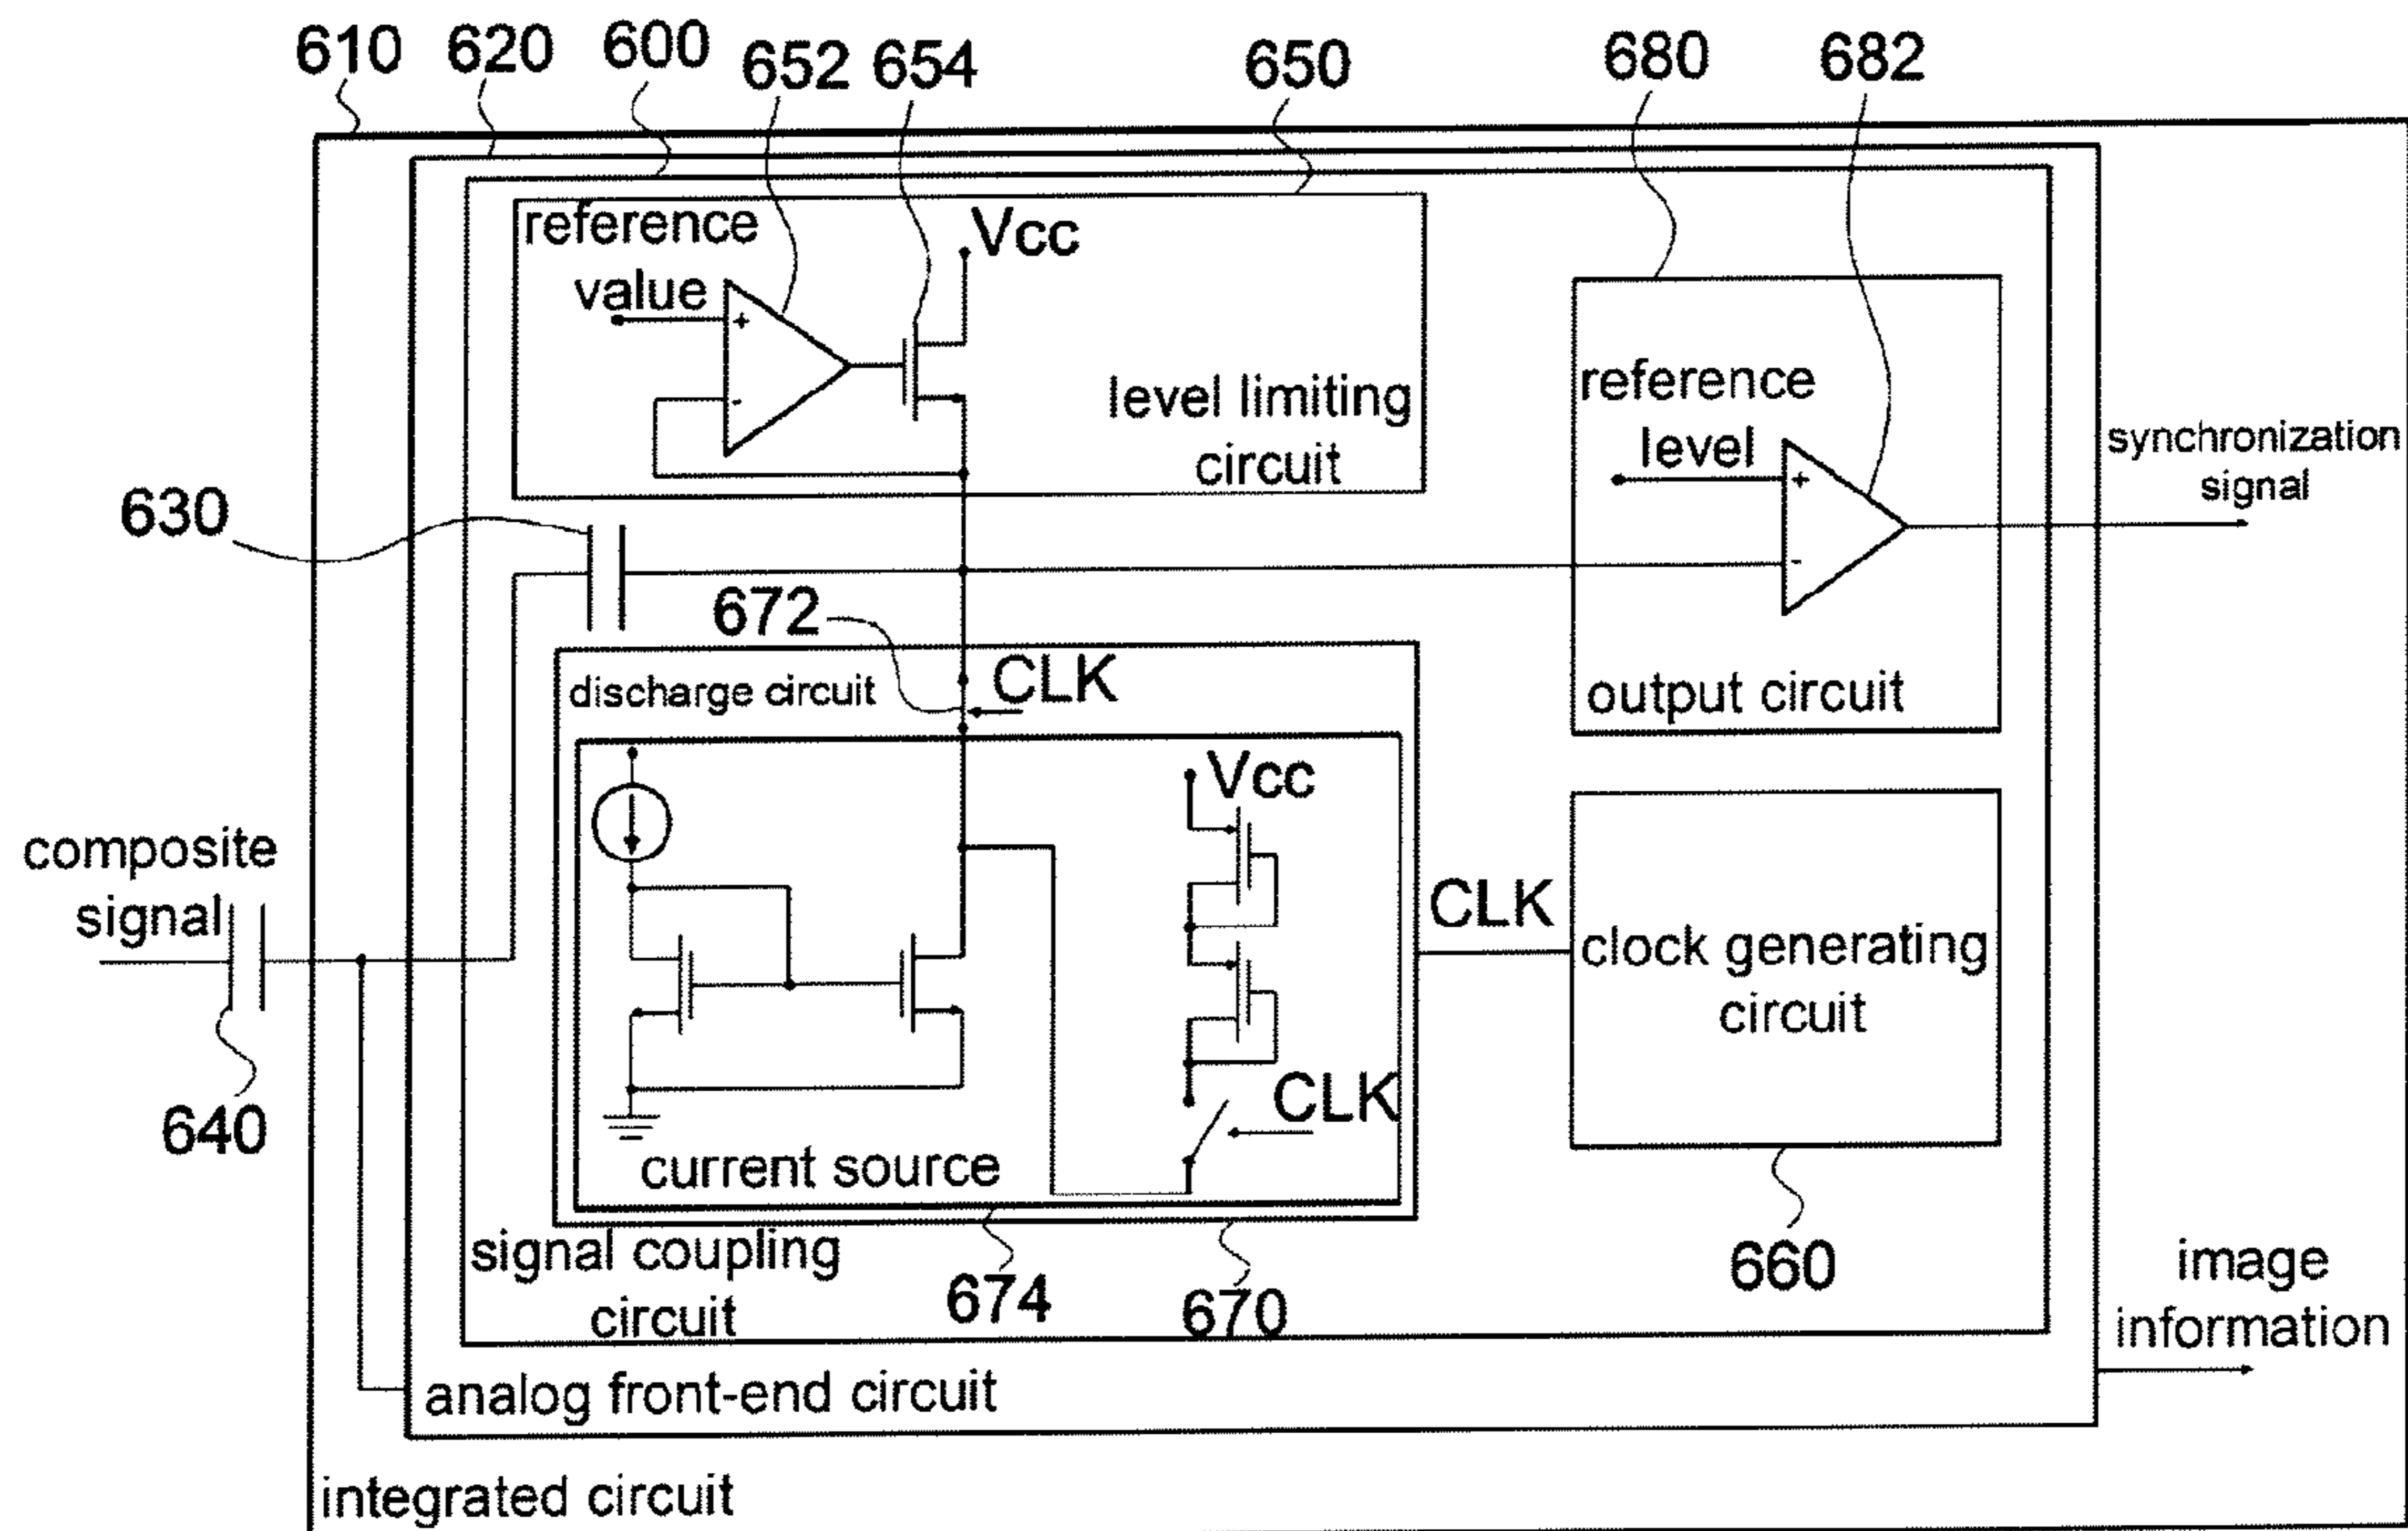 610 620 600 652 654 650 680 682
reference
value
Vcc
+
-
level limiting
circuit
reference
level
+
-
output circuit
synchronization
signal
630
672
discharge circuit
CLK
Vcc
CLK
current source
composite
signal
640
CLK
clock generating
circuit
660
signal coupling
circuit
674
670
image
information
analog front-end circuit
integrated circuit